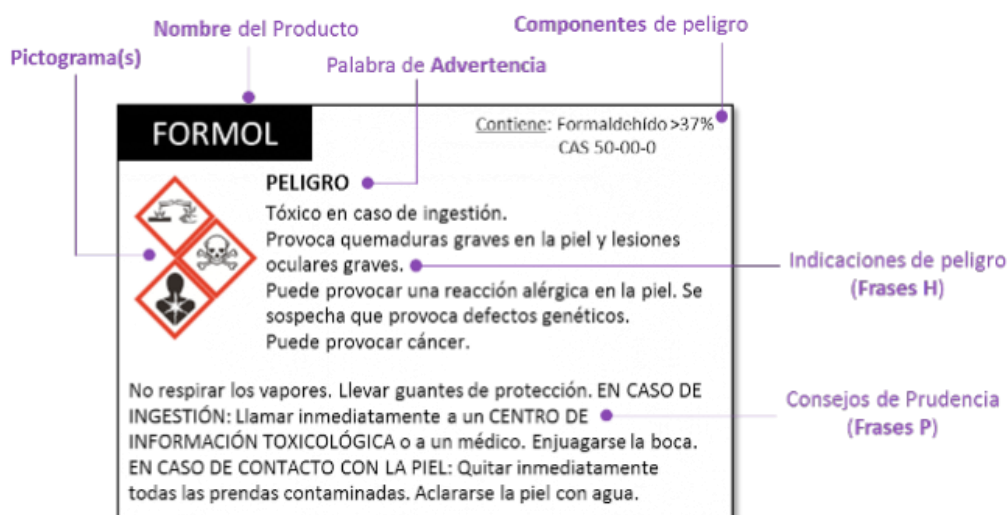 Nombre del Producto
Componentes de peligro
Pictograma(s)
Palabra de Advertencia
FORMOL
Contiene: Formaldehído >37%
CAS 50-00-0
PELIGRO
Tóxico en caso de ingestión.
Provoca quemaduras graves en la piel y lesiones
oculares graves.
Indicaciones de peligro
(Frases H)
Puede provocar una reacción alérgica en la piel. Se
sospecha que provoca defectos genéticos.
Puede provocar cáncer.
No respirar los vapores. Llevar guantes de protección. EN CASO DE
INGESTIÓN: Llamar inmediatamente a un CENTRO DE
INFORMACIÓN TOXICOLÓGICA o a un médico. Enjuagarse la boca.
EN CASO DE CONTACTO CON LA PIEL: Quitar inmediatamente
todas las prendas contaminadas. Aclararse la piel con agua.
Consejos de Prudencia
(Frases P)